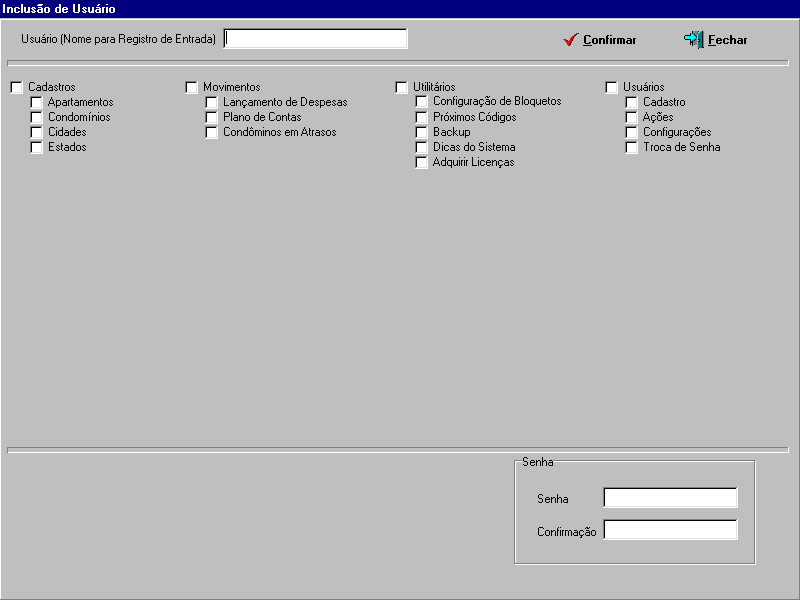 Inclusão de Usuário
Usuário (Nome para Registro de Entrada)
Confirmar
Fechar
Cadastros
Apartamentos
Condomínios
Cidades
Estados
Movimentos
Lançamento de Despesas
Plano de Contas
Condôminos em Atrasos
Utilitários
Configuração de Bloquetos
Próximos Códigos
Backup
Dicas do Sistema
Adquirir Licenças
Usuários
Cadastro
Ações
Configurações
Troca de Senha
Senha
Senha
Confirmação